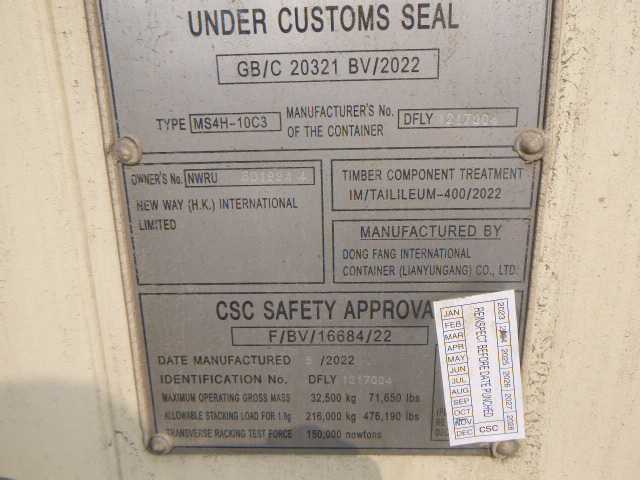 UNDER CUSTOMS SEAL
GB/C 20321 BV/2022
TYPE MS4H-10C3
MANUFACTURER'S No.
OF THE CONTAINER
DFLY 1217004
OWNER'S No. NWRU
NEW WAY (H.K.) INTERNATIONAL
LIMITED
TIMBER COMPONENT TREATMENT
IM/TAILILEUM-400/2022
MANUFACTURED BY
DONG FANG INTERNATIONAL
CONTAINER (LIANYUNGANG) CO., LTD.
CSC SAFETY APPROVA
F/BV/16684/22
DATE MANUFACTURED 5 /2022
IDENTIFICATION No. DFLY 1217004
MAXIMUM OPERATING GROSS MASS 32,500 kg 71,650 lbs
ALLOWABLE STACKING LOAD FOR 1.8g 216,000 kg 476,190 lbs
TRANSVERSE RACKING TEST FORCE 150,000 newtons
JAN
FEB
MAR
APR
MAY
JUN
JUL
AUG
SEP
OCT
NOV
DEC
REINSPECT BEFORE DATE PUNCHED
CSC
2023 2024 2025 2026 2027 2028